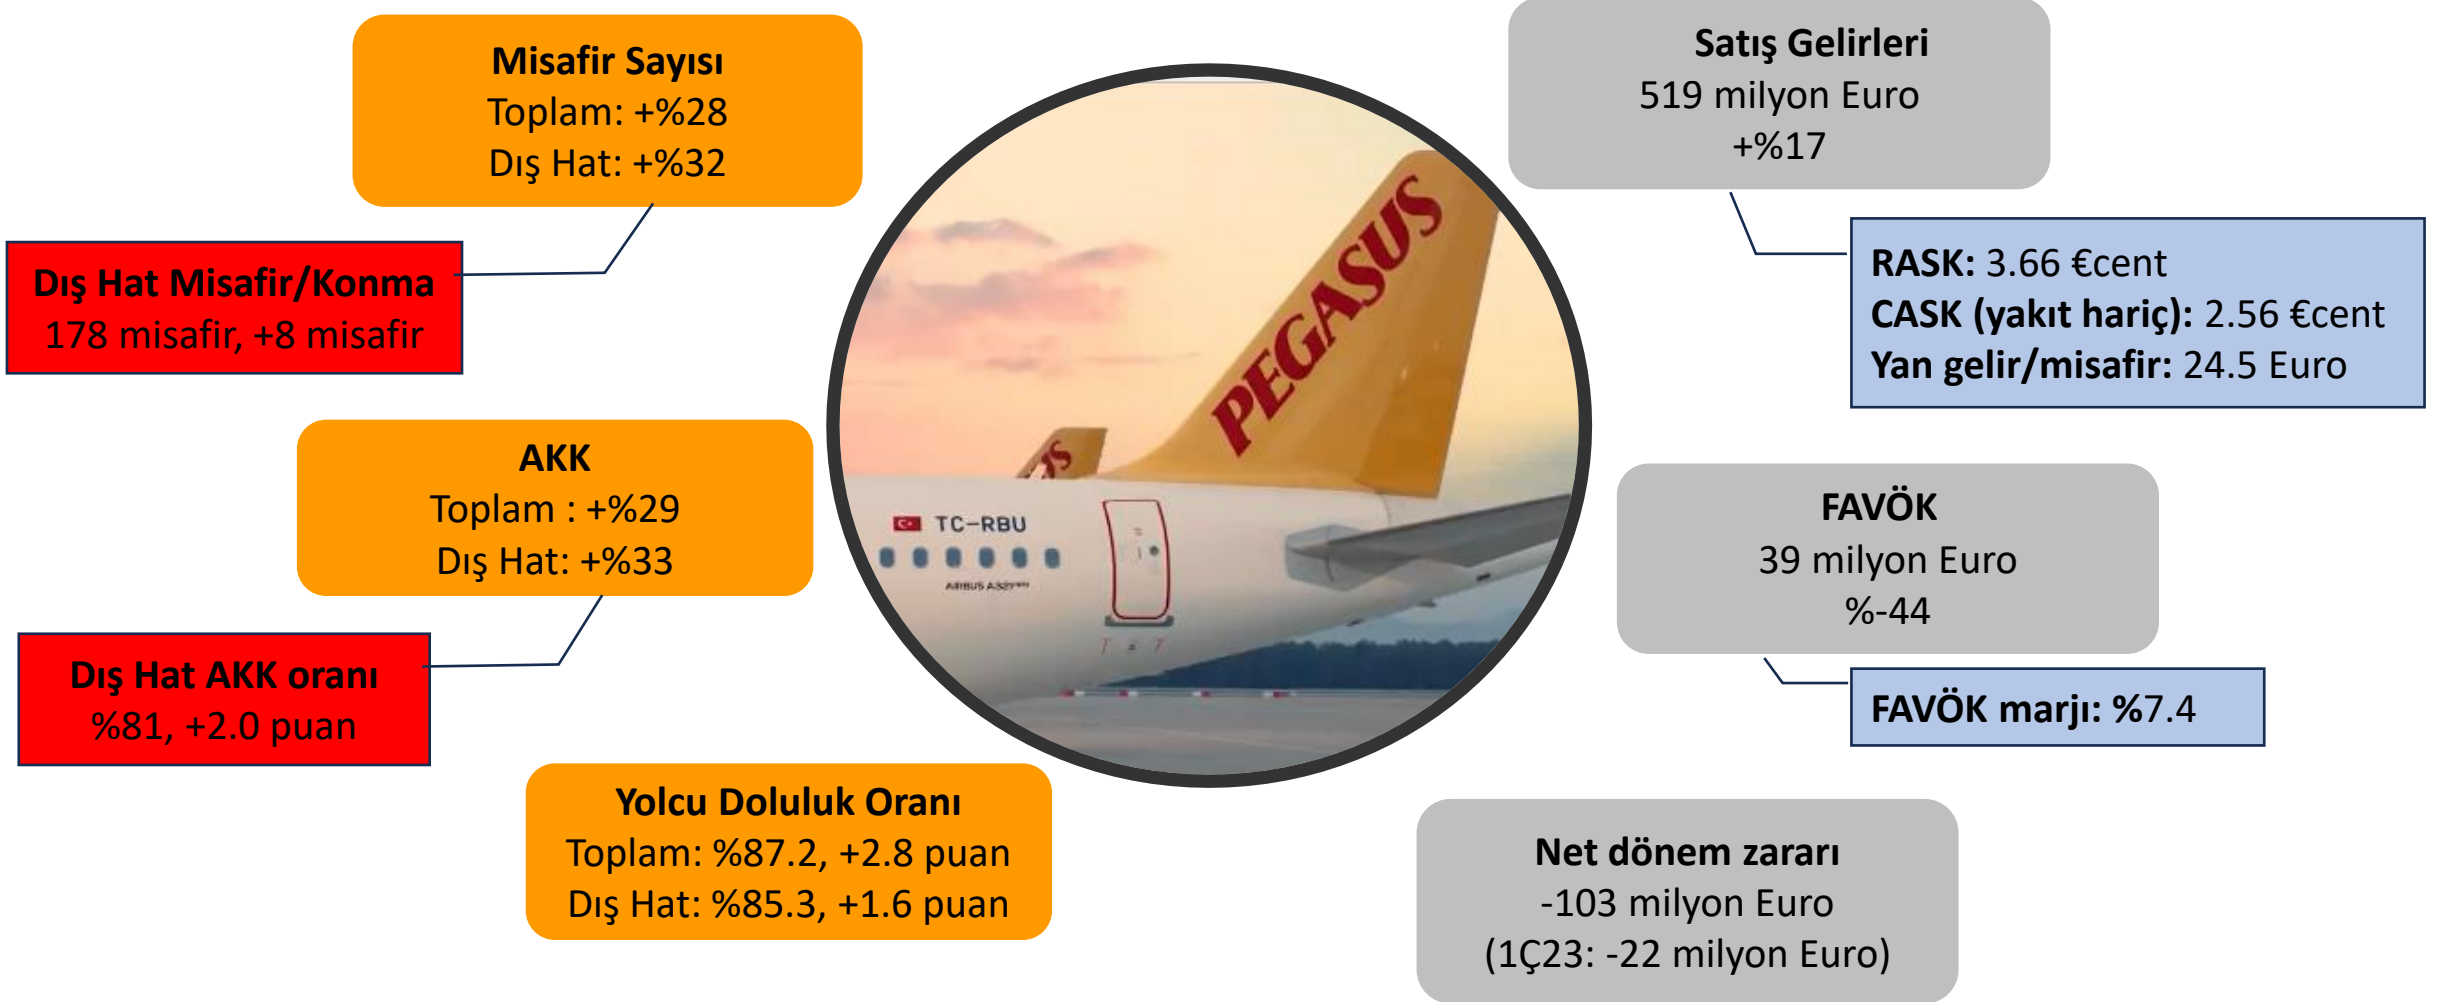 Misafir Sayısı
Toplam: +%28
Dış Hat: +%32
Dış Hat Misafir/Konma
178 misafir, +8 misafir
AKK
Toplam : +%29
Dış Hat: +%33
Dış Hat AKK oranı
%81, +2.0 puan
Yolcu Doluluk Oranı
Toplam: %87.2, +2.8 puan
Dış Hat: %85.3, +1.6 puan
PEGASUS
TC-RBU
AIRBUS A321neo
Satış Gelirleri
519 milyon Euro
+%17
RASK: 3.66 €cent
CASK (yakıt hariç): 2.56 €cent
Yan gelir/misafir: 24.5 Euro
FAVÖK
39 milyon Euro
%-44
FAVÖK marjı: %7.4
Net dönem zararı
-103 milyon Euro
(1Ç23: -22 milyon Euro)